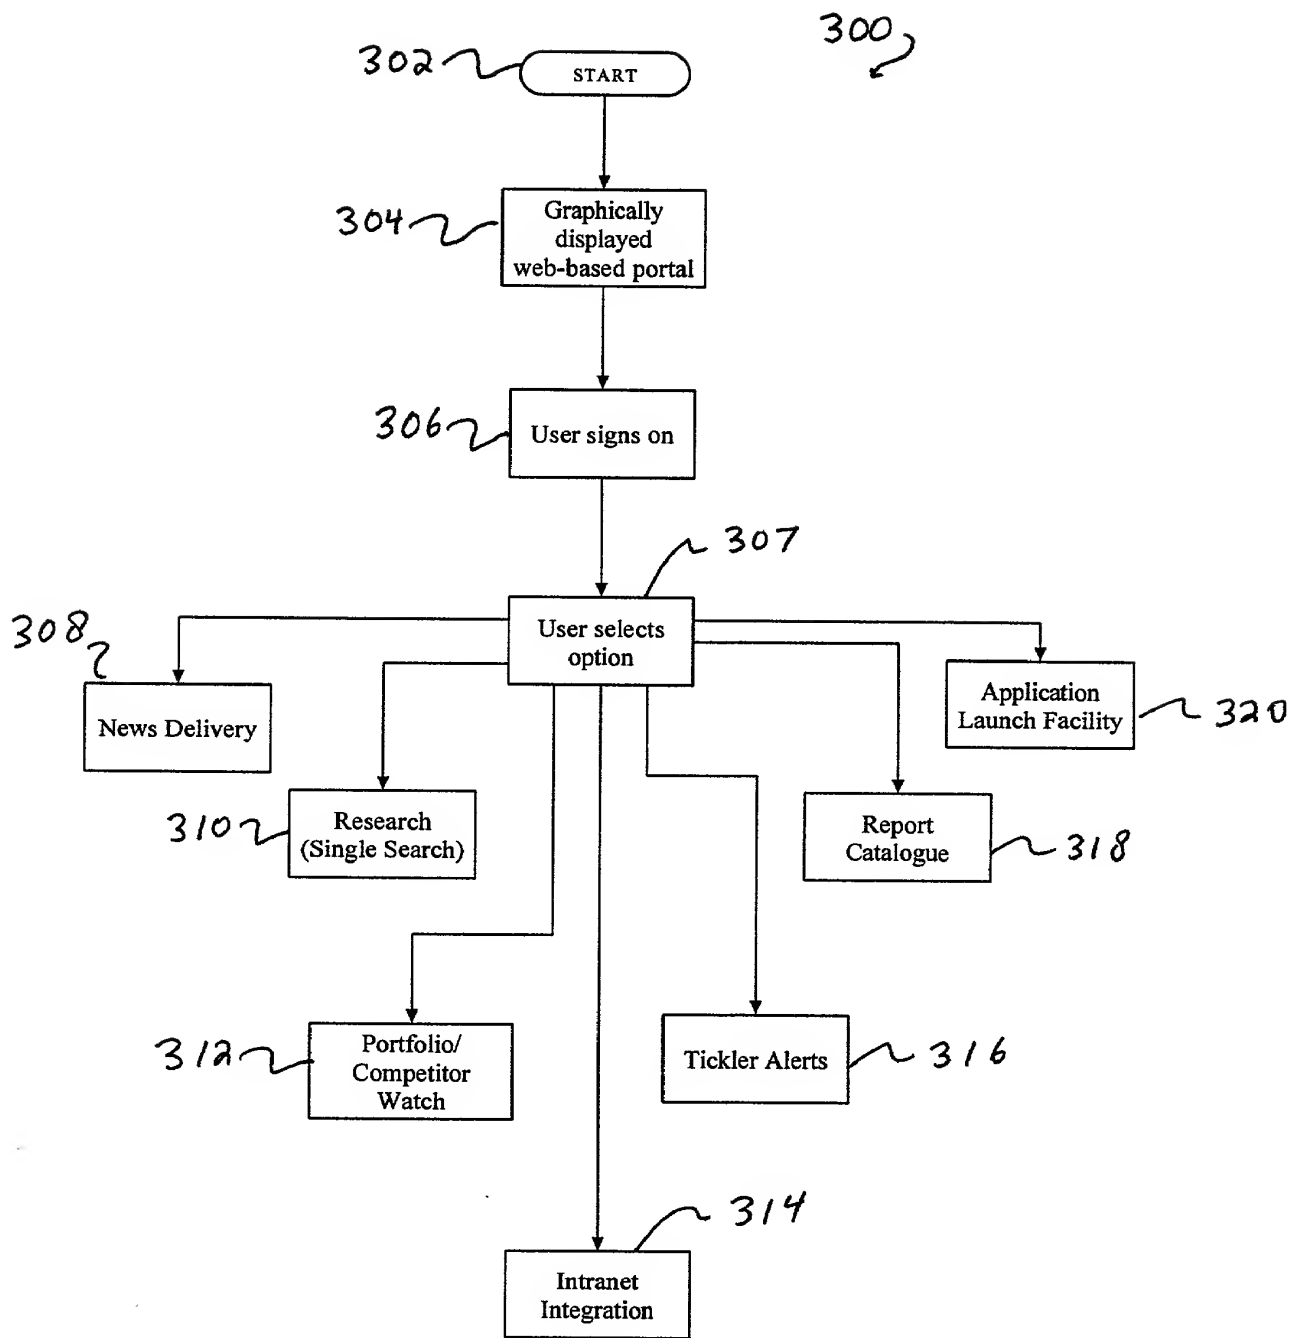 300
302
START
304
Graphically
displayed
web-based portal
306
User signs on
307
User selects
option
308
News Delivery
Application
Launch Facility
320
310
Research
(Single Search)
Report
Catalogue
318
312
Portfolio/
Competitor
Watch
Tickler Alerts
316
314
Intranet
Integration